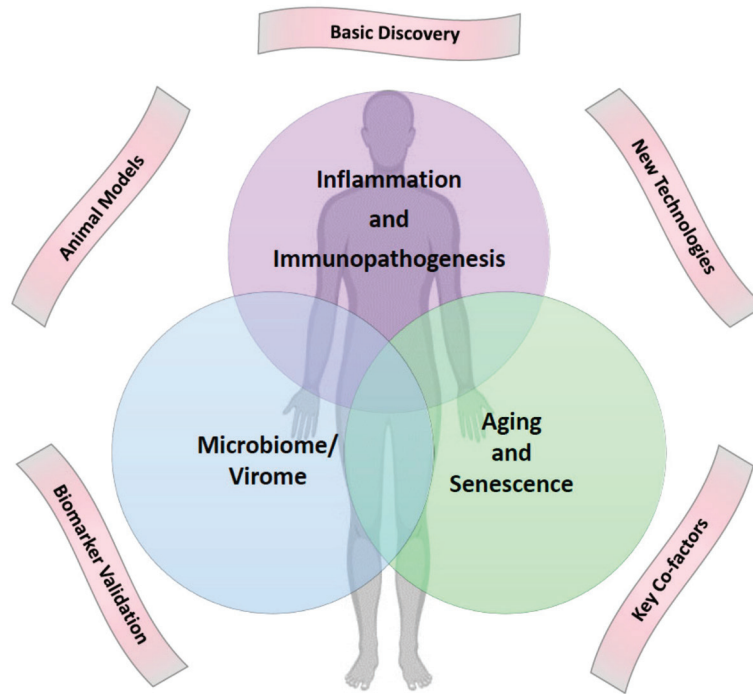 Basic Discovery
Animal Models
New Technologies
Inflammation
and
Immunopathogenesis
Microbiome/
Virome
Aging
and
Senescence
Biomarker Validation
Key Co-factors